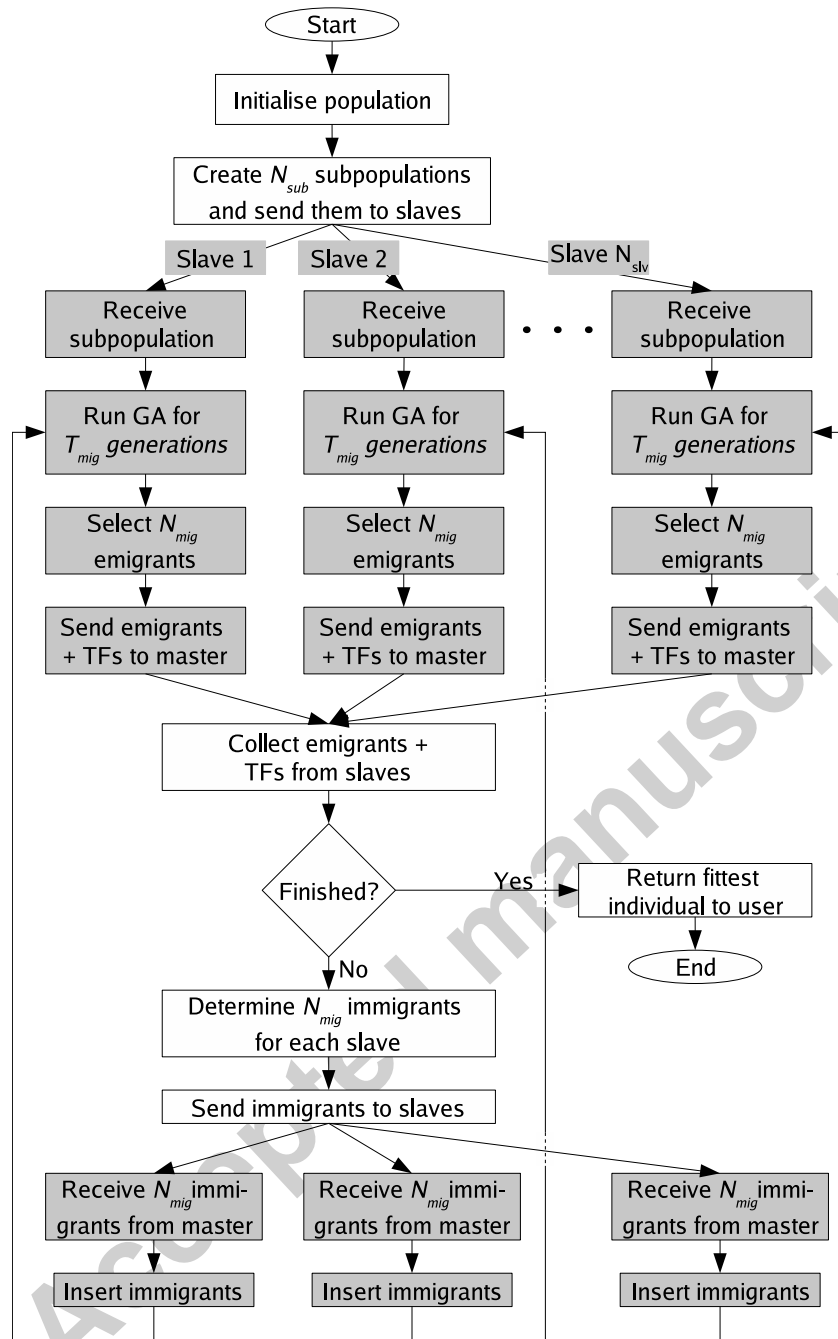 Start
Initialise population
Create N_sub subpopulations
and send them to slaves
Slave 1
Slave 2
Slave N_slv
Receive
subpopulation
Receive
subpopulation
. . .
Receive
subpopulation
Run GA for
T_mig generations
Run GA for
T_mig generations
Run GA for
T_mig generations
Select N_mig
emigrants
Select N_mig
emigrants
Select N_mig
emigrants
Send emigrants
+ TFs to master
Send emigrants
+ TFs to master
Send emigrants
+ TFs to master
Collect emigrants +
TFs from slaves
Finished?
Yes
Return fittest
individual to user
End
No
Determine N_mig immigrants
for each slave
Send immigrants to slaves
Receive N_mig immi-
grants from master
Receive N_mig immi-
grants from master
Receive N_mig immi-
grants from master
Insert immigrants
Insert immigrants
Insert immigrants
Accepted manuscri